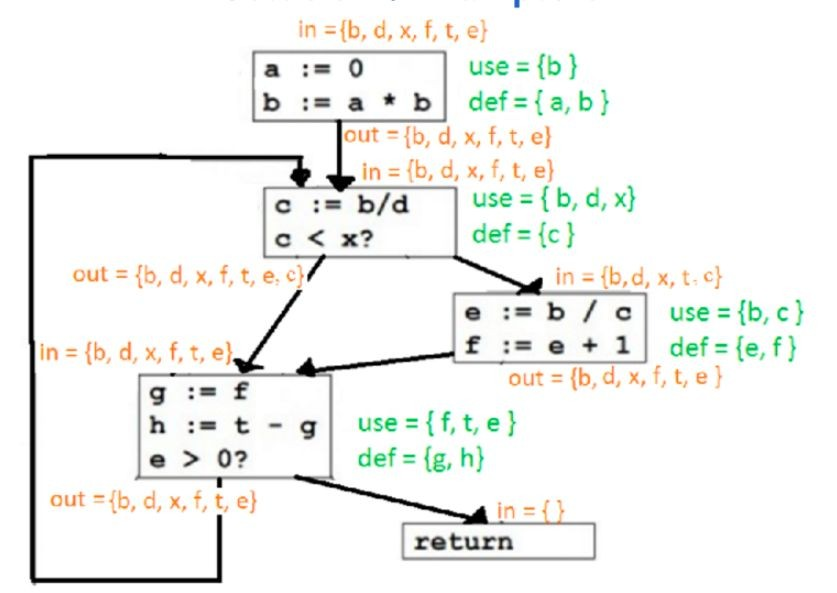 in ={b, d, x, f, t, e}
a := 0
b := a * b
use = {b }
def = { a, b }
out ={b, d, x, f, t, e}
in = {b, d, x, f, t, e}
c := b/d
c < x?
use = { b, d, x}
def = {c }
out = {b, d, x, f, t, e, c}
in = {b,d, x, t, c}
e := b / c
f := e + 1
use = {b, c }
def = {e, f }
out = {b, d, x, f, t, e }
in = {b, d, x, f, t, e}
g := f
h := t - g
e > 0?
use = { f, t, e }
def = {g, h}
out ={b, d, x, f, t, e}
in = { }
return